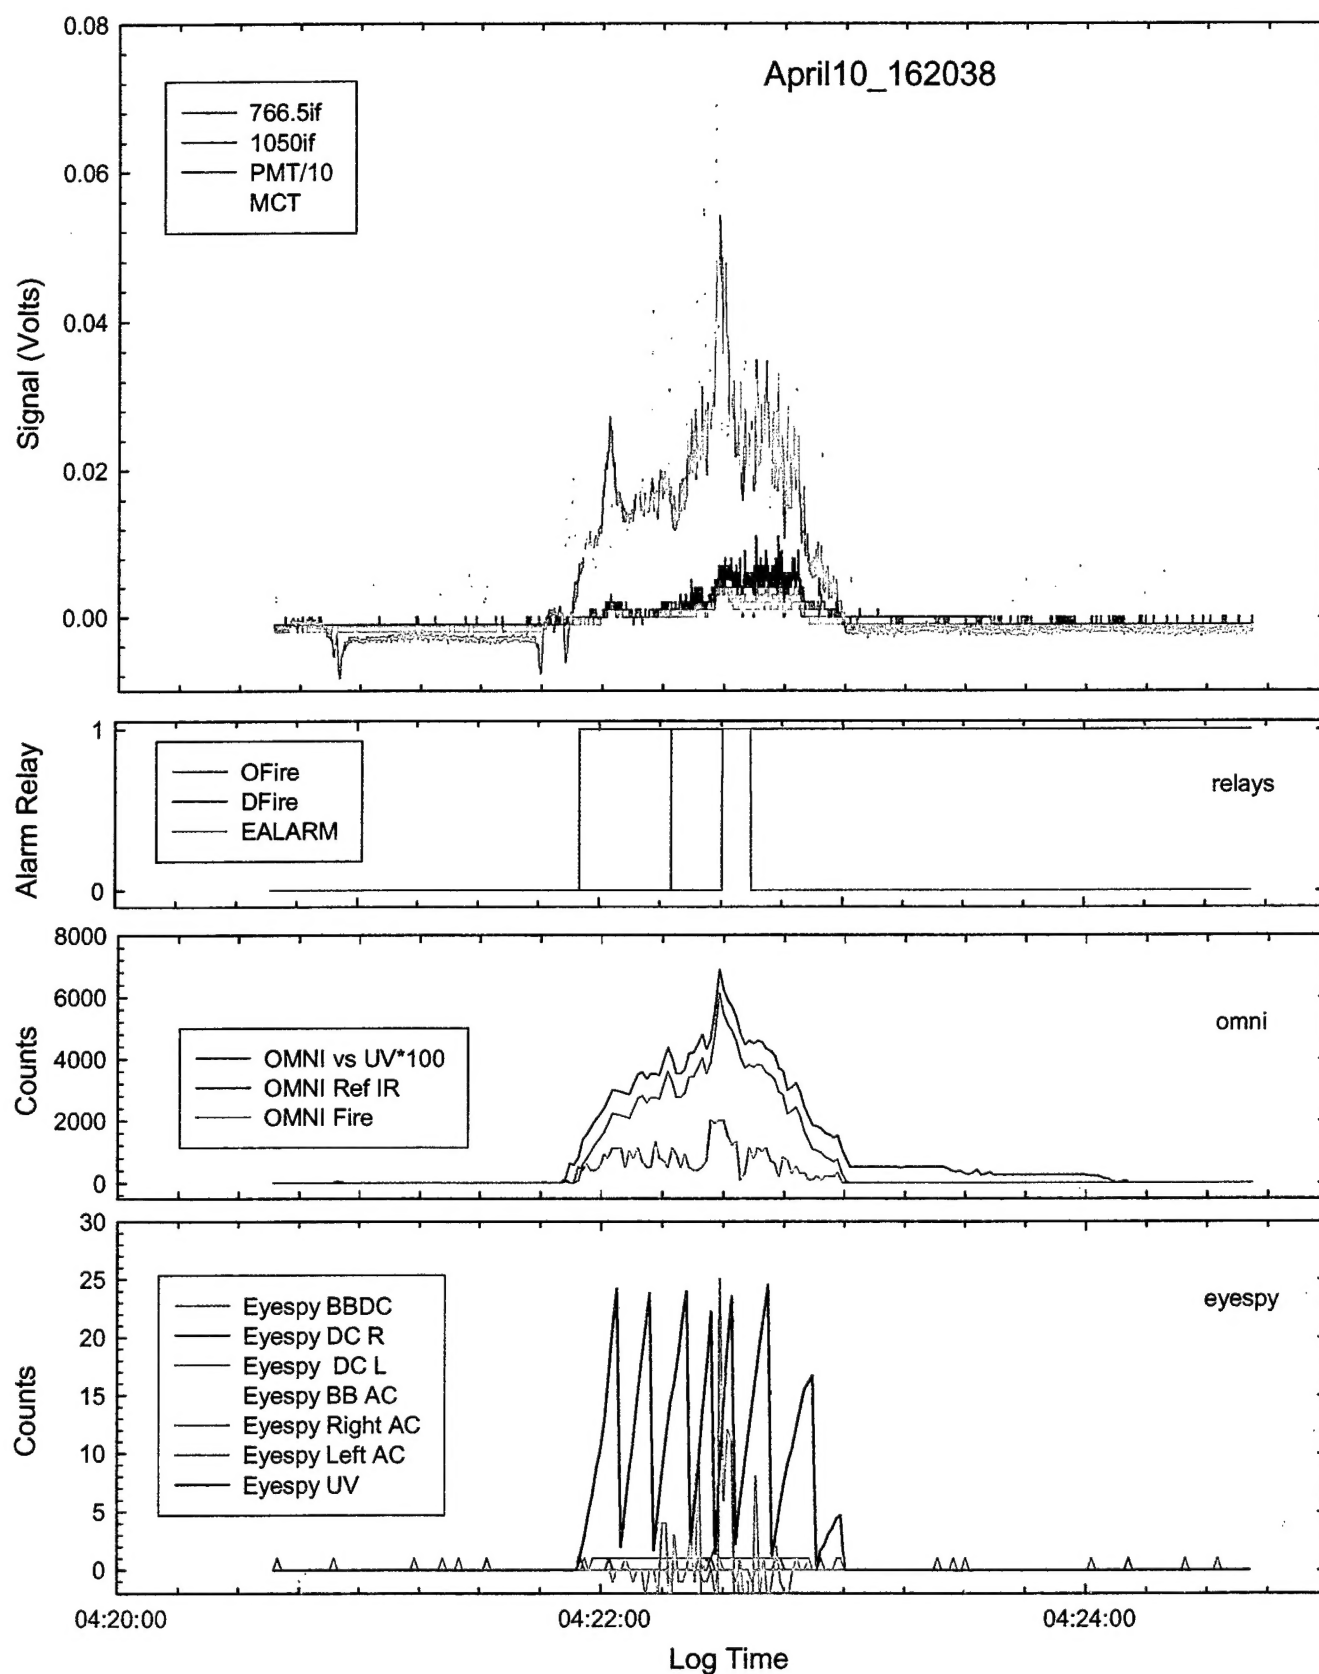 April10_162038
766.5if
1050if
PMT/10
MCT
0.08
0.06
0.04
0.02
0.00
Signal (Volts)
OFire
DFire
EALARM
relays
1
0
Alarm Relay
8000
6000
4000
2000
0
Counts
omni
OMNI vs UV*100
OMNI Ref IR
OMNI Fire
30
25
20
15
10
5
0
Counts
eyespy
Eyespy BBDC
Eyespy DC R
Eyespy DC L
Eyespy BB AC
Eyespy Right AC
Eyespy Left AC
Eyespy UV
04:20:00 04:22:00 04:24:00
Log Time